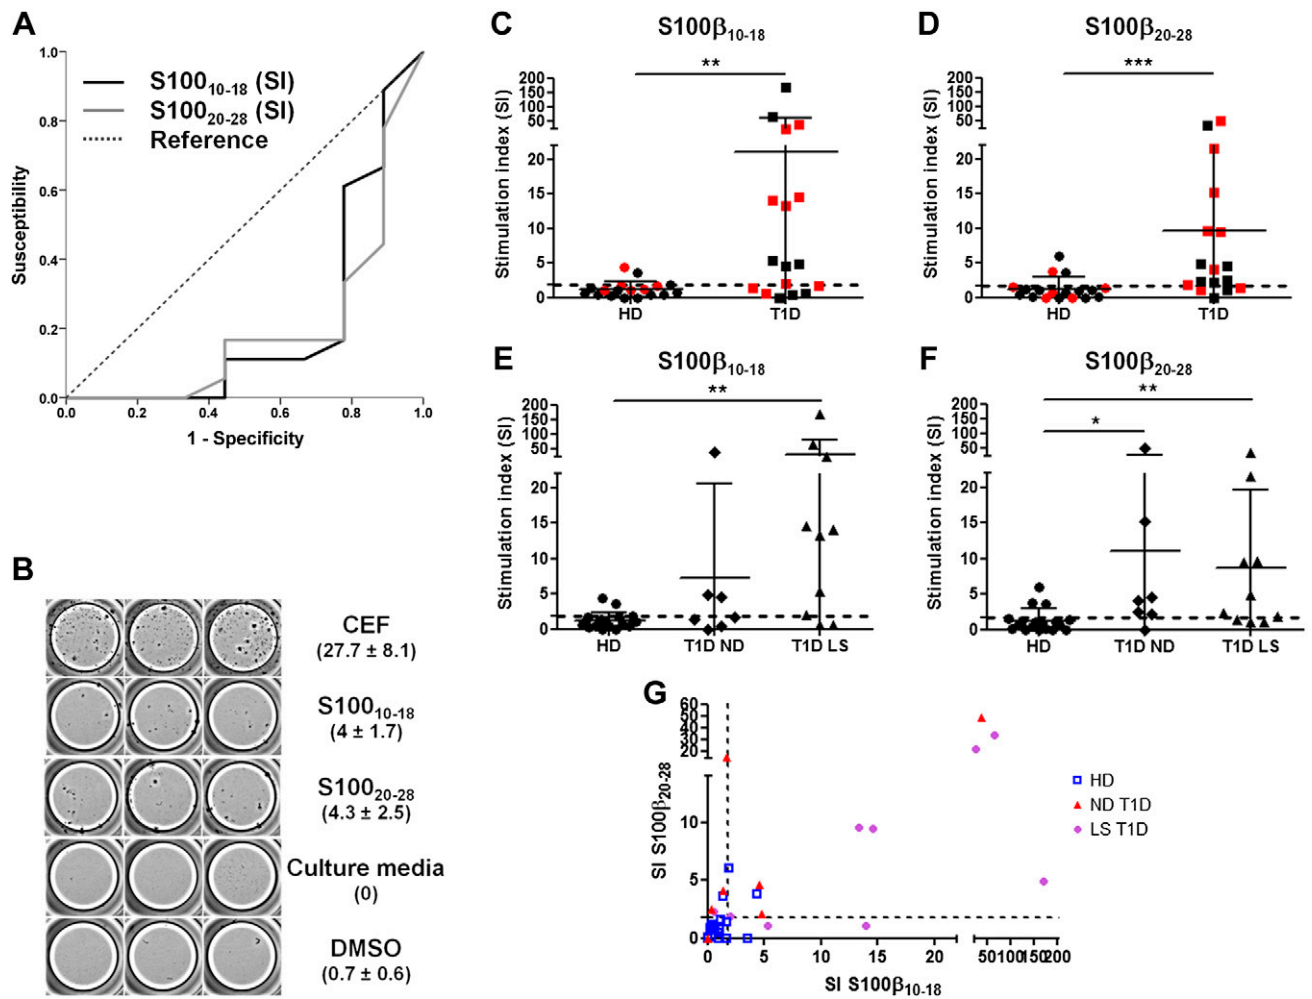 A
1.0
0.8
0.6
0.4
0.2
0.0
Susceptibility
S100₁₀₋₁₈ (SI)
S100₂₀₋₂₈ (SI)
Reference
0.0 0.2 0.4 0.6 0.8 1.0
1 - Specificity
B
CEF
(27.7 ± 8.1)
S100₁₀₋₁₈
(4 ± 1.7)
S100₂₀₋₂₈
(4.3 ± 2.5)
Culture media
(0)
DMSO
(0.7 ± 0.6)
C
S100β₁₀₋₁₈
**
Stimulation index (SI)
200
150
100
50
20
15
10
5
0
HD T1D
D
S100β₂₀₋₂₈
***
Stimulation index (SI)
200
150
100
50
20
15
10
5
0
HD T1D
E
S100β₁₀₋₁₈
**
Stimulation index (SI)
200
150
100
50
20
15
10
5
0
HD T1D ND T1D LS
F
S100β₂₀₋₂₈
**
*
Stimulation index (SI)
200
150
100
50
20
15
10
5
0
HD T1D ND T1D LS
G
SI S100β₂₀₋₂₈
60
50
40
30
20
10
5
0
0 5 10 15 20 50 100 150 200
SI S100β₁₀₋₁₈
HD
ND T1D
LS T1D